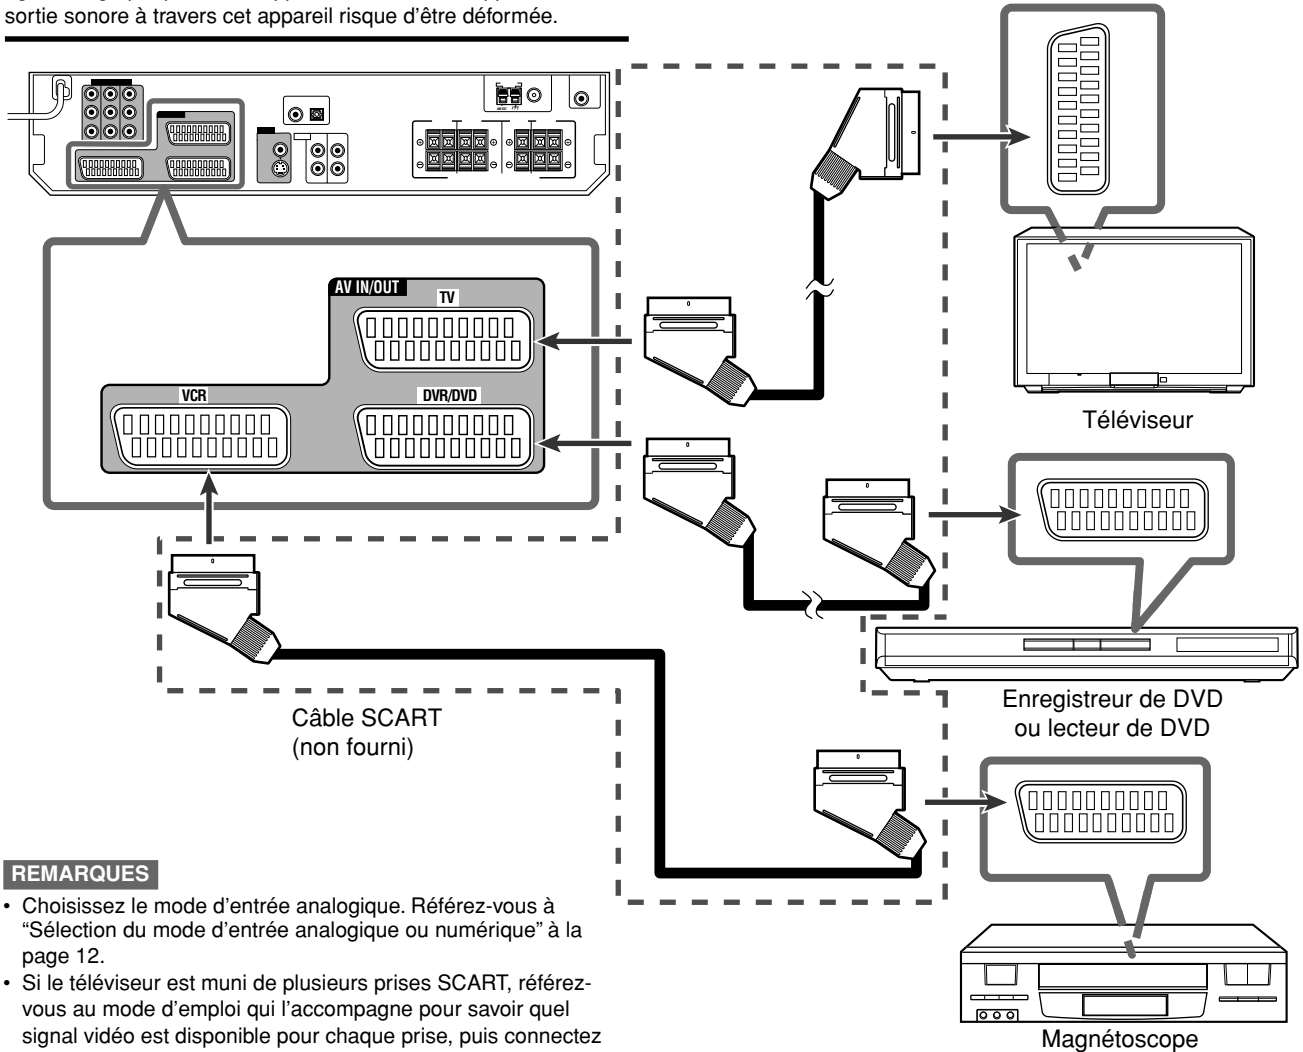 sortie sonore à travers cet appareil risque d'être déformée.
AV IN/OUT
TV
VCR
DVR/DVD
Téléviseur
Enregistreur de DVD
ou lecteur de DVD
Câble SCART
(non fourni)
Magnétoscope
REMARQUES
• Choisissez le mode d'entrée analogique. Référez-vous à
“Sélection du mode d'entrée analogique ou numérique” à la
page 12.
• Si le téléviseur est muni de plusieurs prises SCART, référez-
vous au mode d'emploi qui l'accompagne pour savoir quel
signal vidéo est disponible pour chaque prise, puis connectez